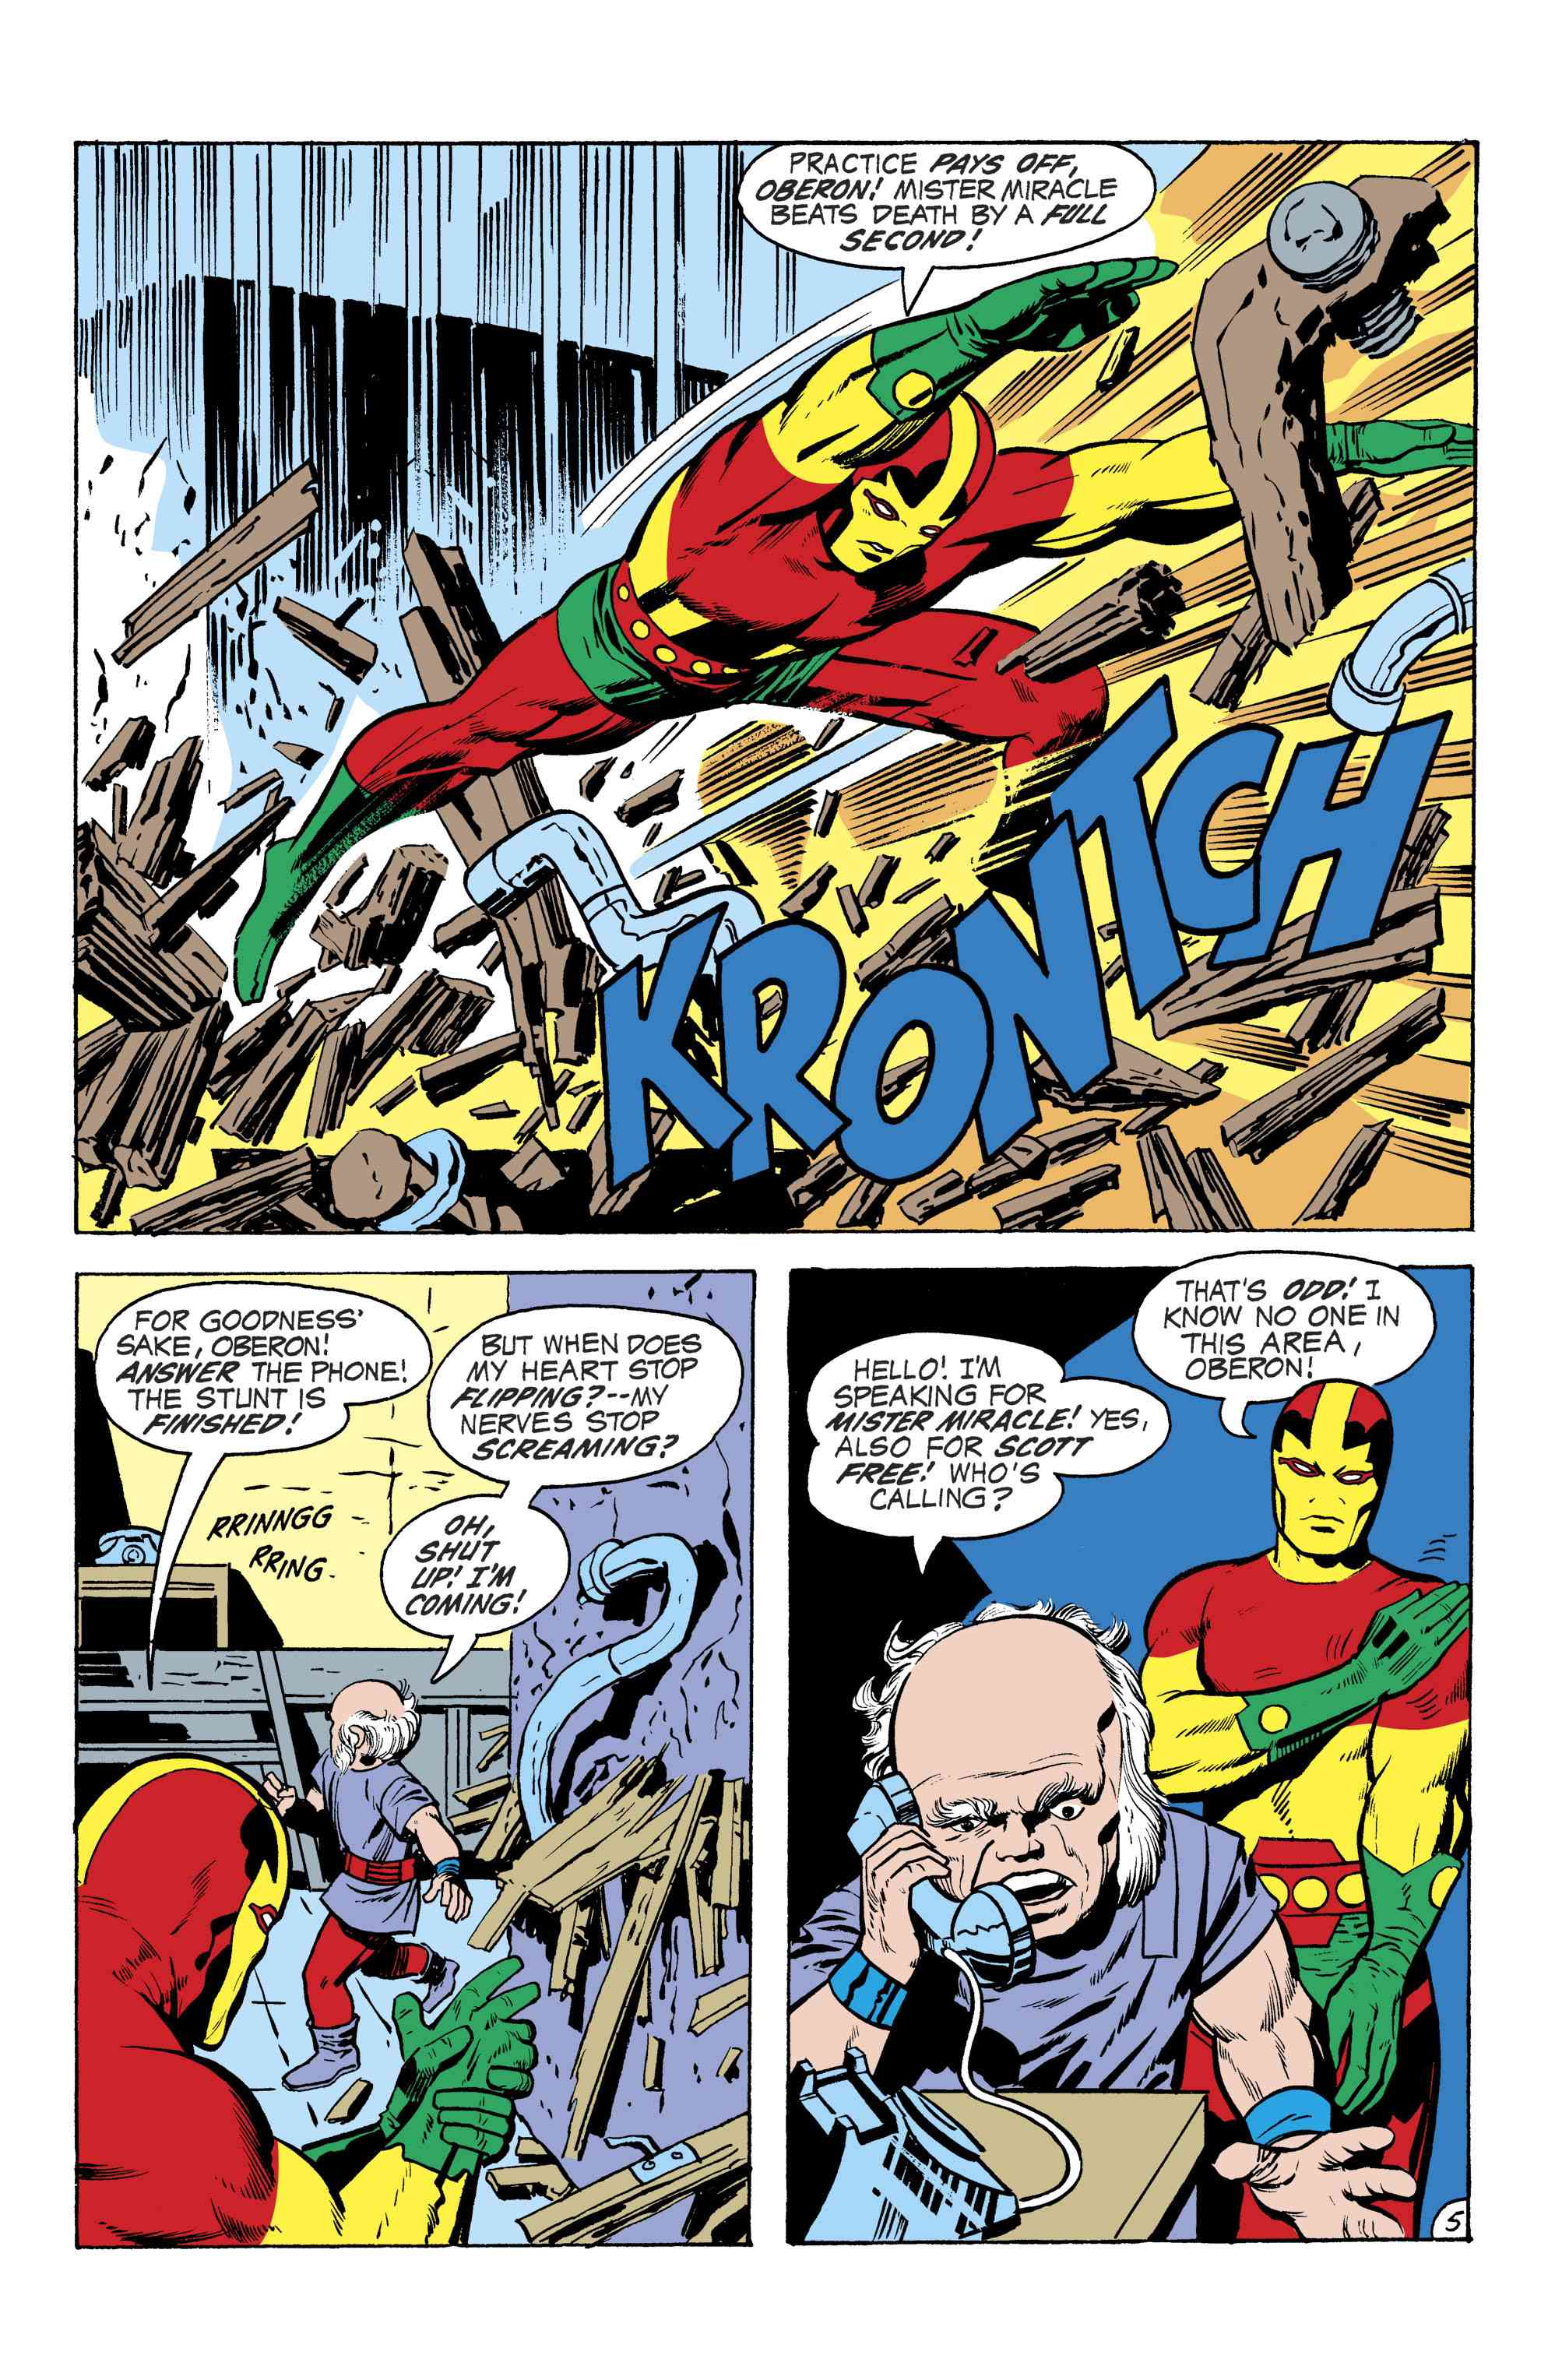 PRACTICE PAYS OFF,
OBERON! MISTER MIRACLE
BEATS DEATH BY A FULL
SECOND!
KRONTCH
FOR GOODNESS'
SAKE, OBERON!
ANSWER THE PHONE!
THE STUNT IS
FINISHED!
BUT WHEN DOES
MY HEART STOP
FLIPPING?--MY
NERVES STOP
SCREAMING?
RRINNGG
RRING
OH,
SHUT
UP! I'M
COMING!
HELLO! I'M
SPEAKING FOR
MISTER MIRACLE! YES,
ALSO FOR SCOTT
FREE! WHO'S
CALLING?
THAT'S ODD! I
KNOW NO ONE IN
THIS AREA,
OBERON!
5